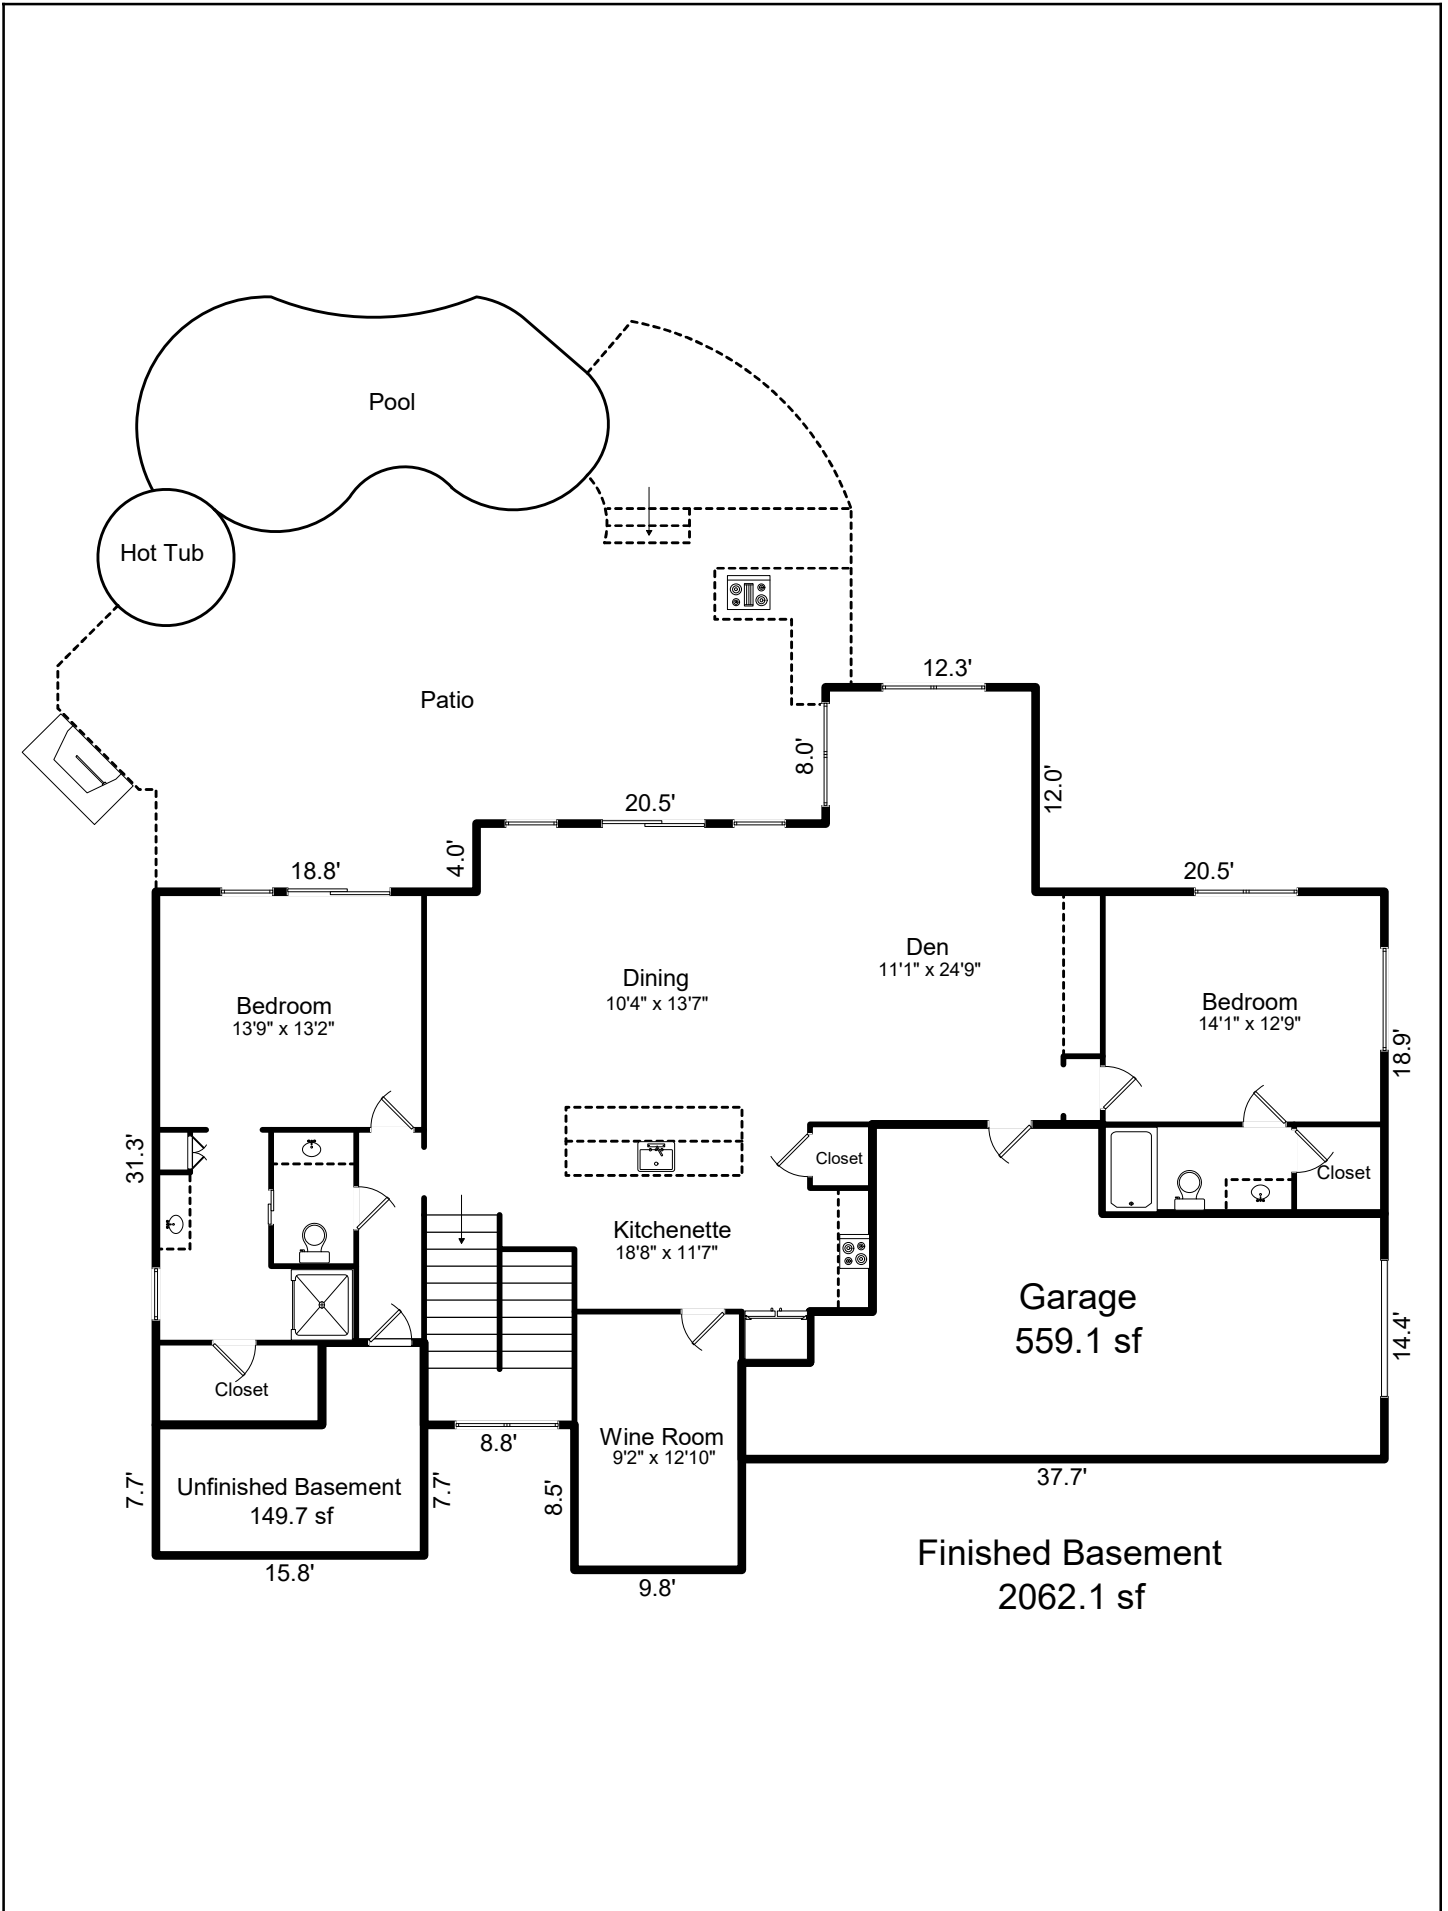 Pool
Hot Tub
Patio
12.3'
8.0'
12.0'
20.5'
4.0'
18.8'
20.5'
Den
11'1" x 24'9"
Dining
10'4" x 13'7"
Bedroom
13'9" x 13'2"
Bedroom
14'1" x 12'9"
18.9'
31.3'
Closet
Closet
Kitchenette
18'8" x 11'7"
Garage
559.1 sf
14.4'
Closet
Wine Room
9'2" x 12'10"
8.8'
37.7'
Unfinished Basement
149.7 sf
7.7'
7.7'
8.5'
15.8'
9.8'
Finished Basement
2062.1 sf